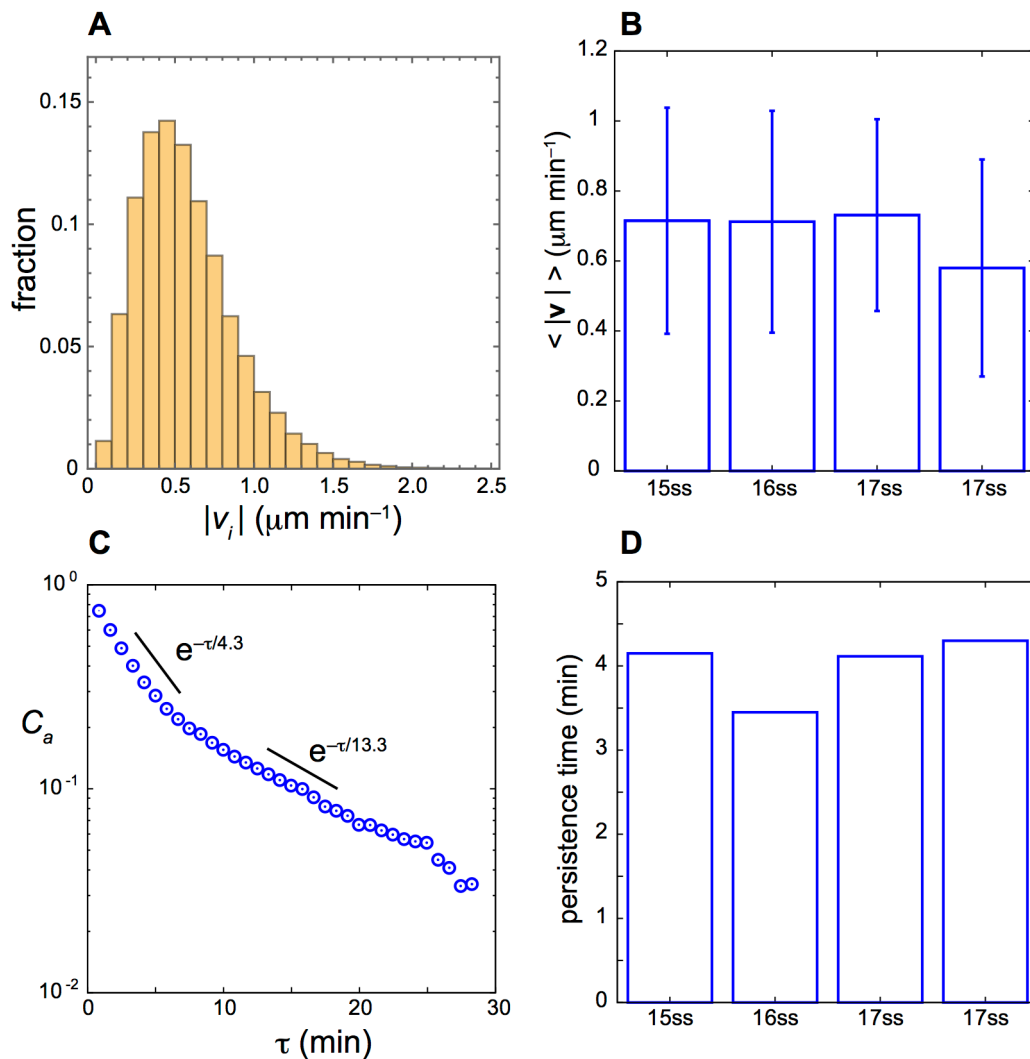 A
fraction
0.15
0.1
0.05
0
0 0.5 1.0 1.5 2.0 2.5
|vᵢ| (μm min⁻¹)
B
< |v| > (μm min⁻¹)
1.2
1
0.8
0.6
0.4
0.2
0
15ss 16ss 17ss 17ss
C
Cₐ
10⁰
10⁻¹
10⁻²
e^−τ/4.3
e^−τ/13.3
0 10 20 30
τ (min)
D
persistence time (min)
5
4
3
2
1
0
15ss 16ss 17ss 17ss